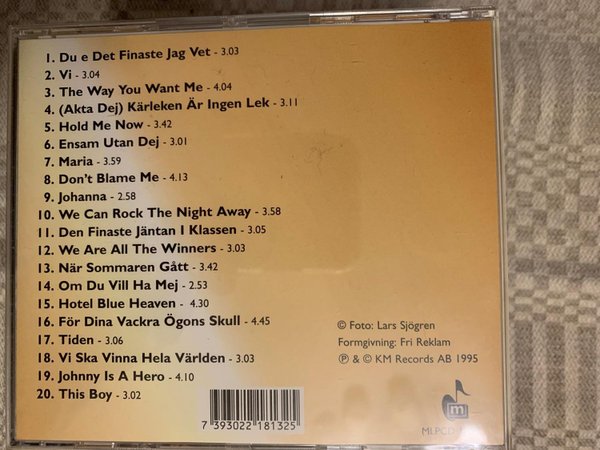 1. Du e Det Finaste Jag Vet - 3.03
2. Vi - 3.04
3. The Way You Want Me - 4.04
4. (Akta Dej) Kärleken Är Ingen Lek - 3.11
5. Hold Me Now - 3.42
6. Ensam Utan Dej - 3.01
7. Maria - 3.59
8. Don't Blame Me - 4.13
9. Johanna - 2.58
10. We Can Rock The Night Away - 3.58
11. Den Finaste Jäntan I Klassen - 3.05
12. We Are All The Winners - 3.03
13. När Sommaren Gått - 3.42
14. Om Du Vill Ha Mej - 2.53
15. Hotel Blue Heaven - 4.30
16. För Dina Vackra Ögons Skull - 4.45
17. Tiden - 3.06
18. Vi Ska Vinna Hela Världen - 3.03
19. Johnny Is A Hero - 4.10
20. This Boy - 3.02
© Foto: Lars Sjögren
Formgivning: Fri Reklam
℗ & © KM Records AB 1995
m
MLPCD
7 393022 181325